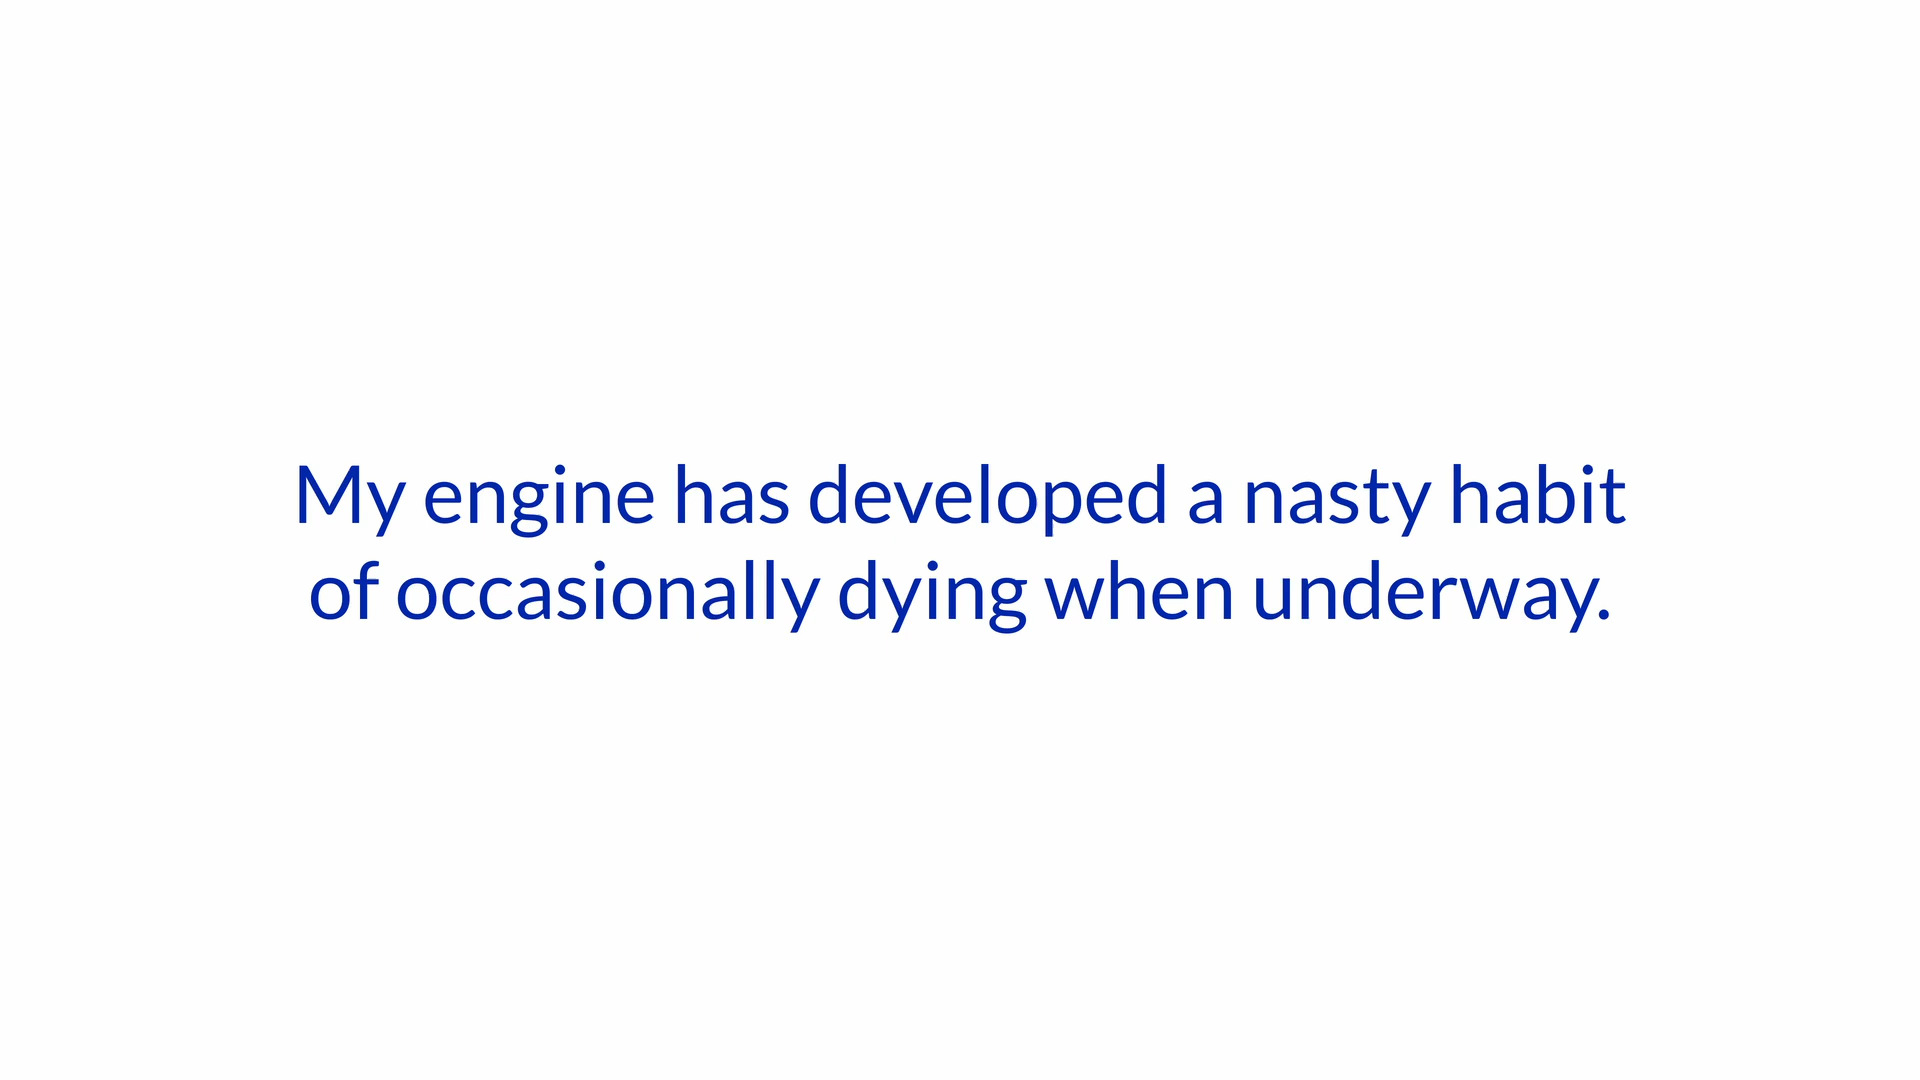 My engine has developed a nasty habit
of occasionally dying when underway.